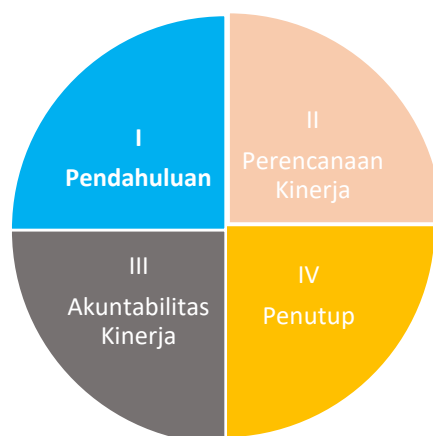 I
Pendahuluan
II
Perencanaan
Kinerja
III
Akuntabilitas
Kinerja
IV
Penutup